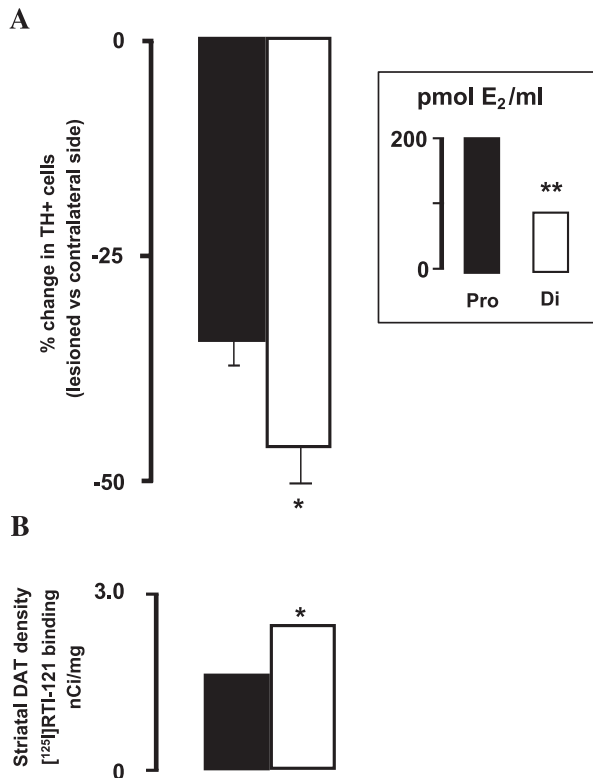 A
0
-25
-50
% change in TH+ cells
(lesioned vs contralateral side)
*
pmol E₂/ml
200
0
**
Pro
Di
B
3.0
0
Striatal DAT density
[¹²⁵I]RTI-121 binding
nCi/mg
*